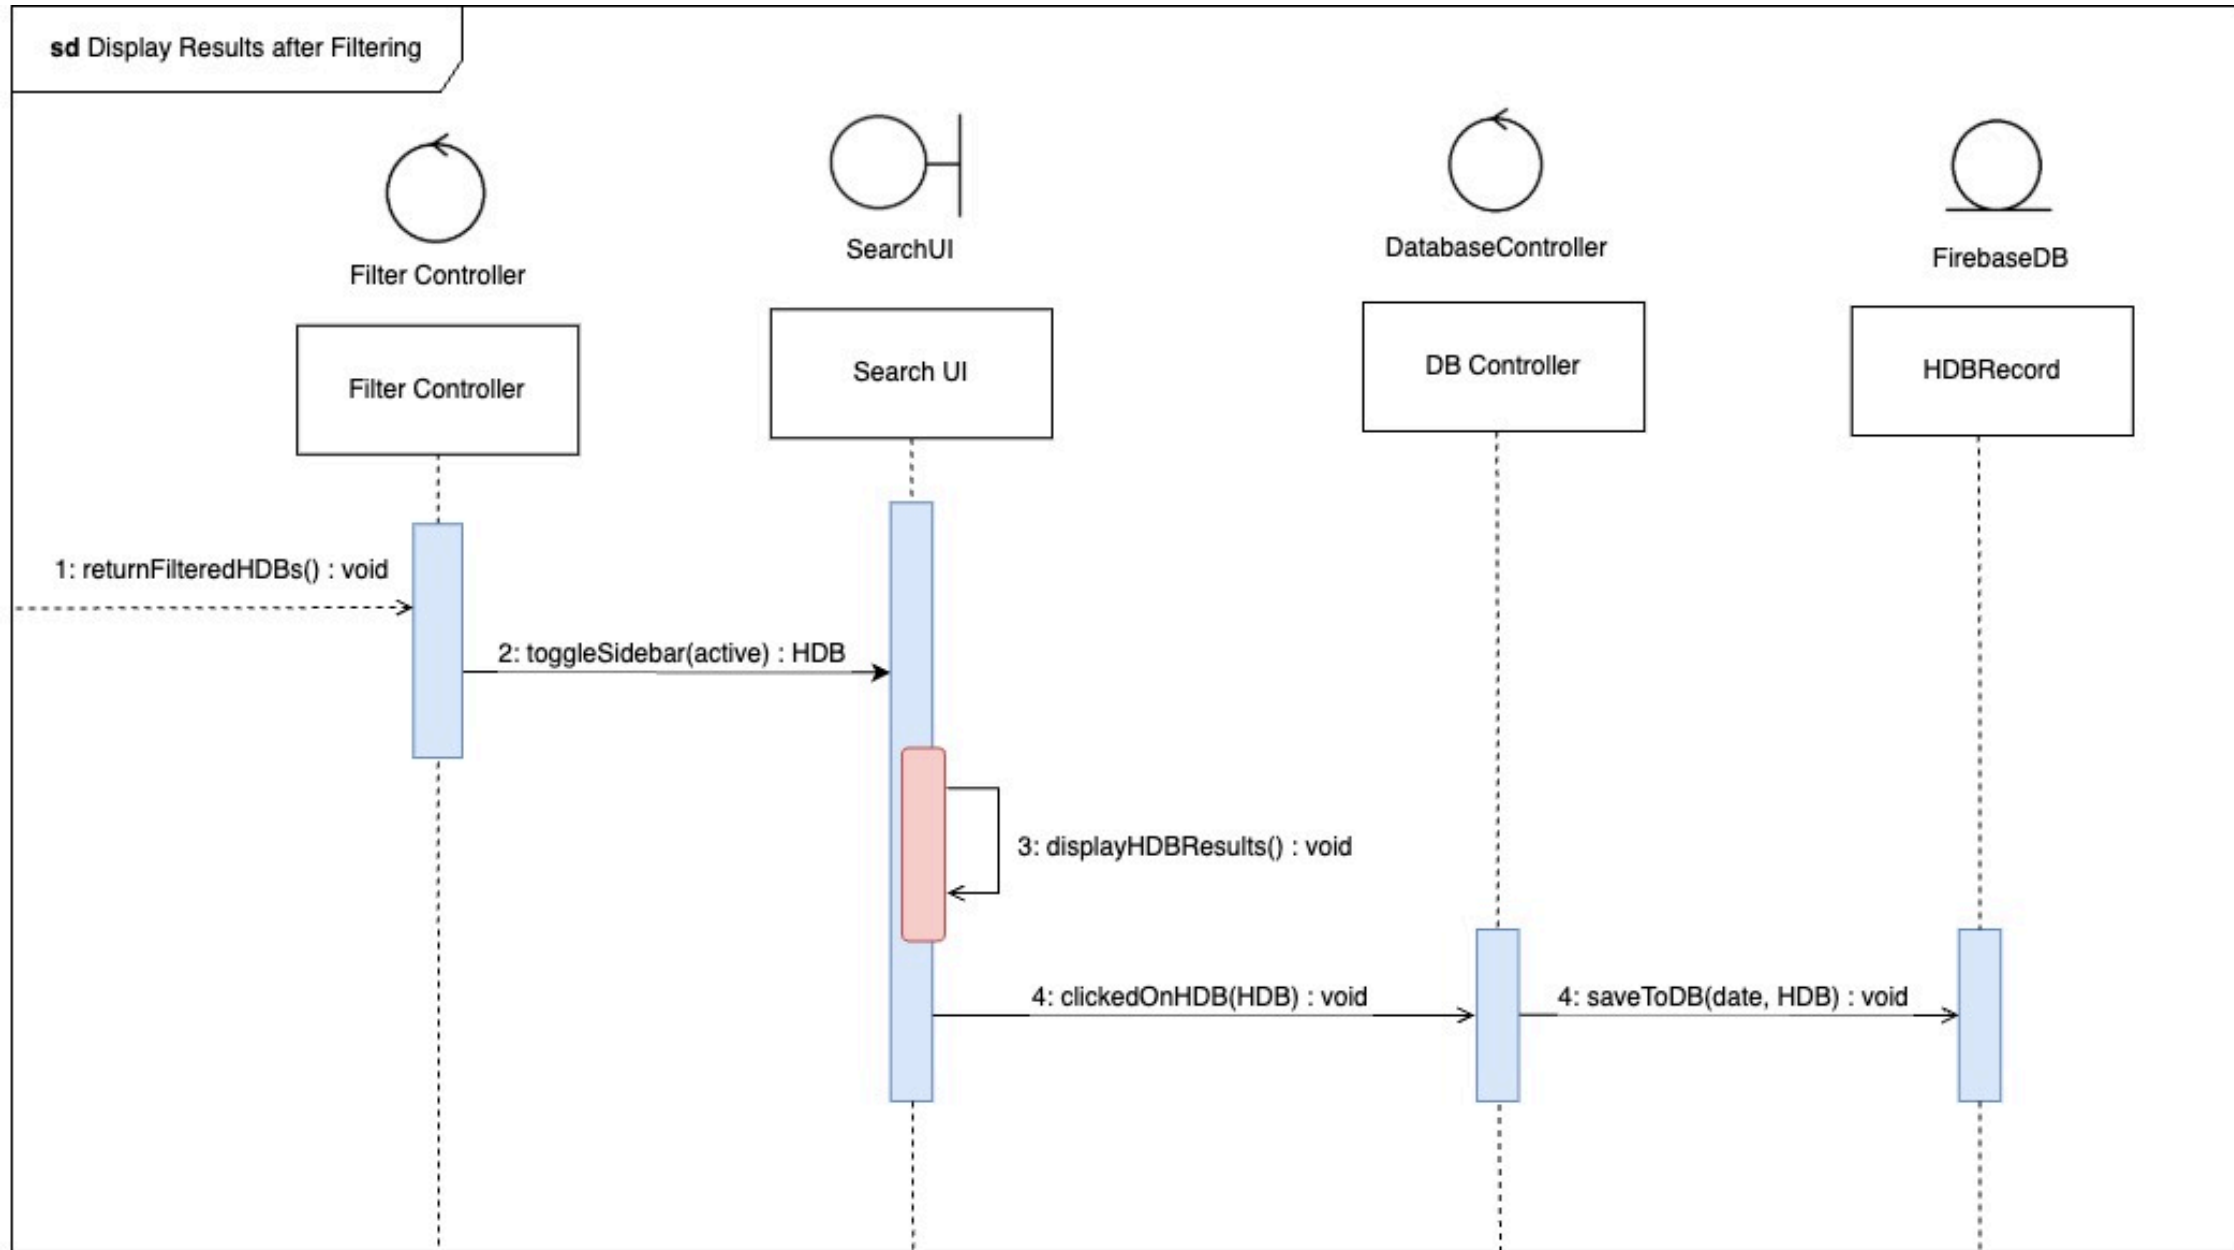 sd Display Results after Filtering
Filter Controller
SearchUI
DatabaseController
FirebaseDB
Filter Controller
Search UI
DB Controller
HDBRecord
1: returnFilteredHDBs() : void
2: toggleSidebar(active) : HDB
3: displayHDBResults() : void
4: clickedOnHDB(HDB) : void
4: saveToDB(date, HDB) : void